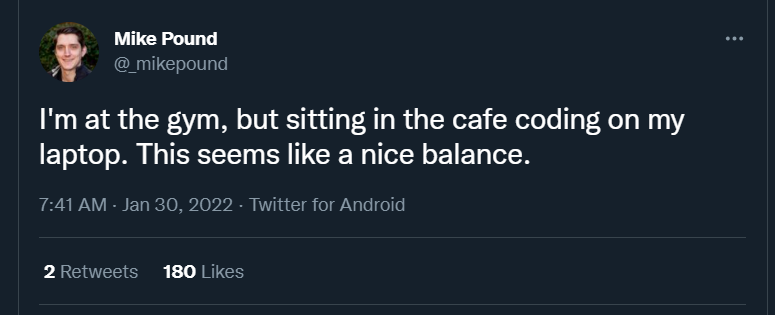 Mike Pound
@_mikepound
I'm at the gym, but sitting in the cafe coding on my
laptop. This seems like a nice balance.
7:41 AM · Jan 30, 2022 · Twitter for Android
2 Retweets 180 Likes